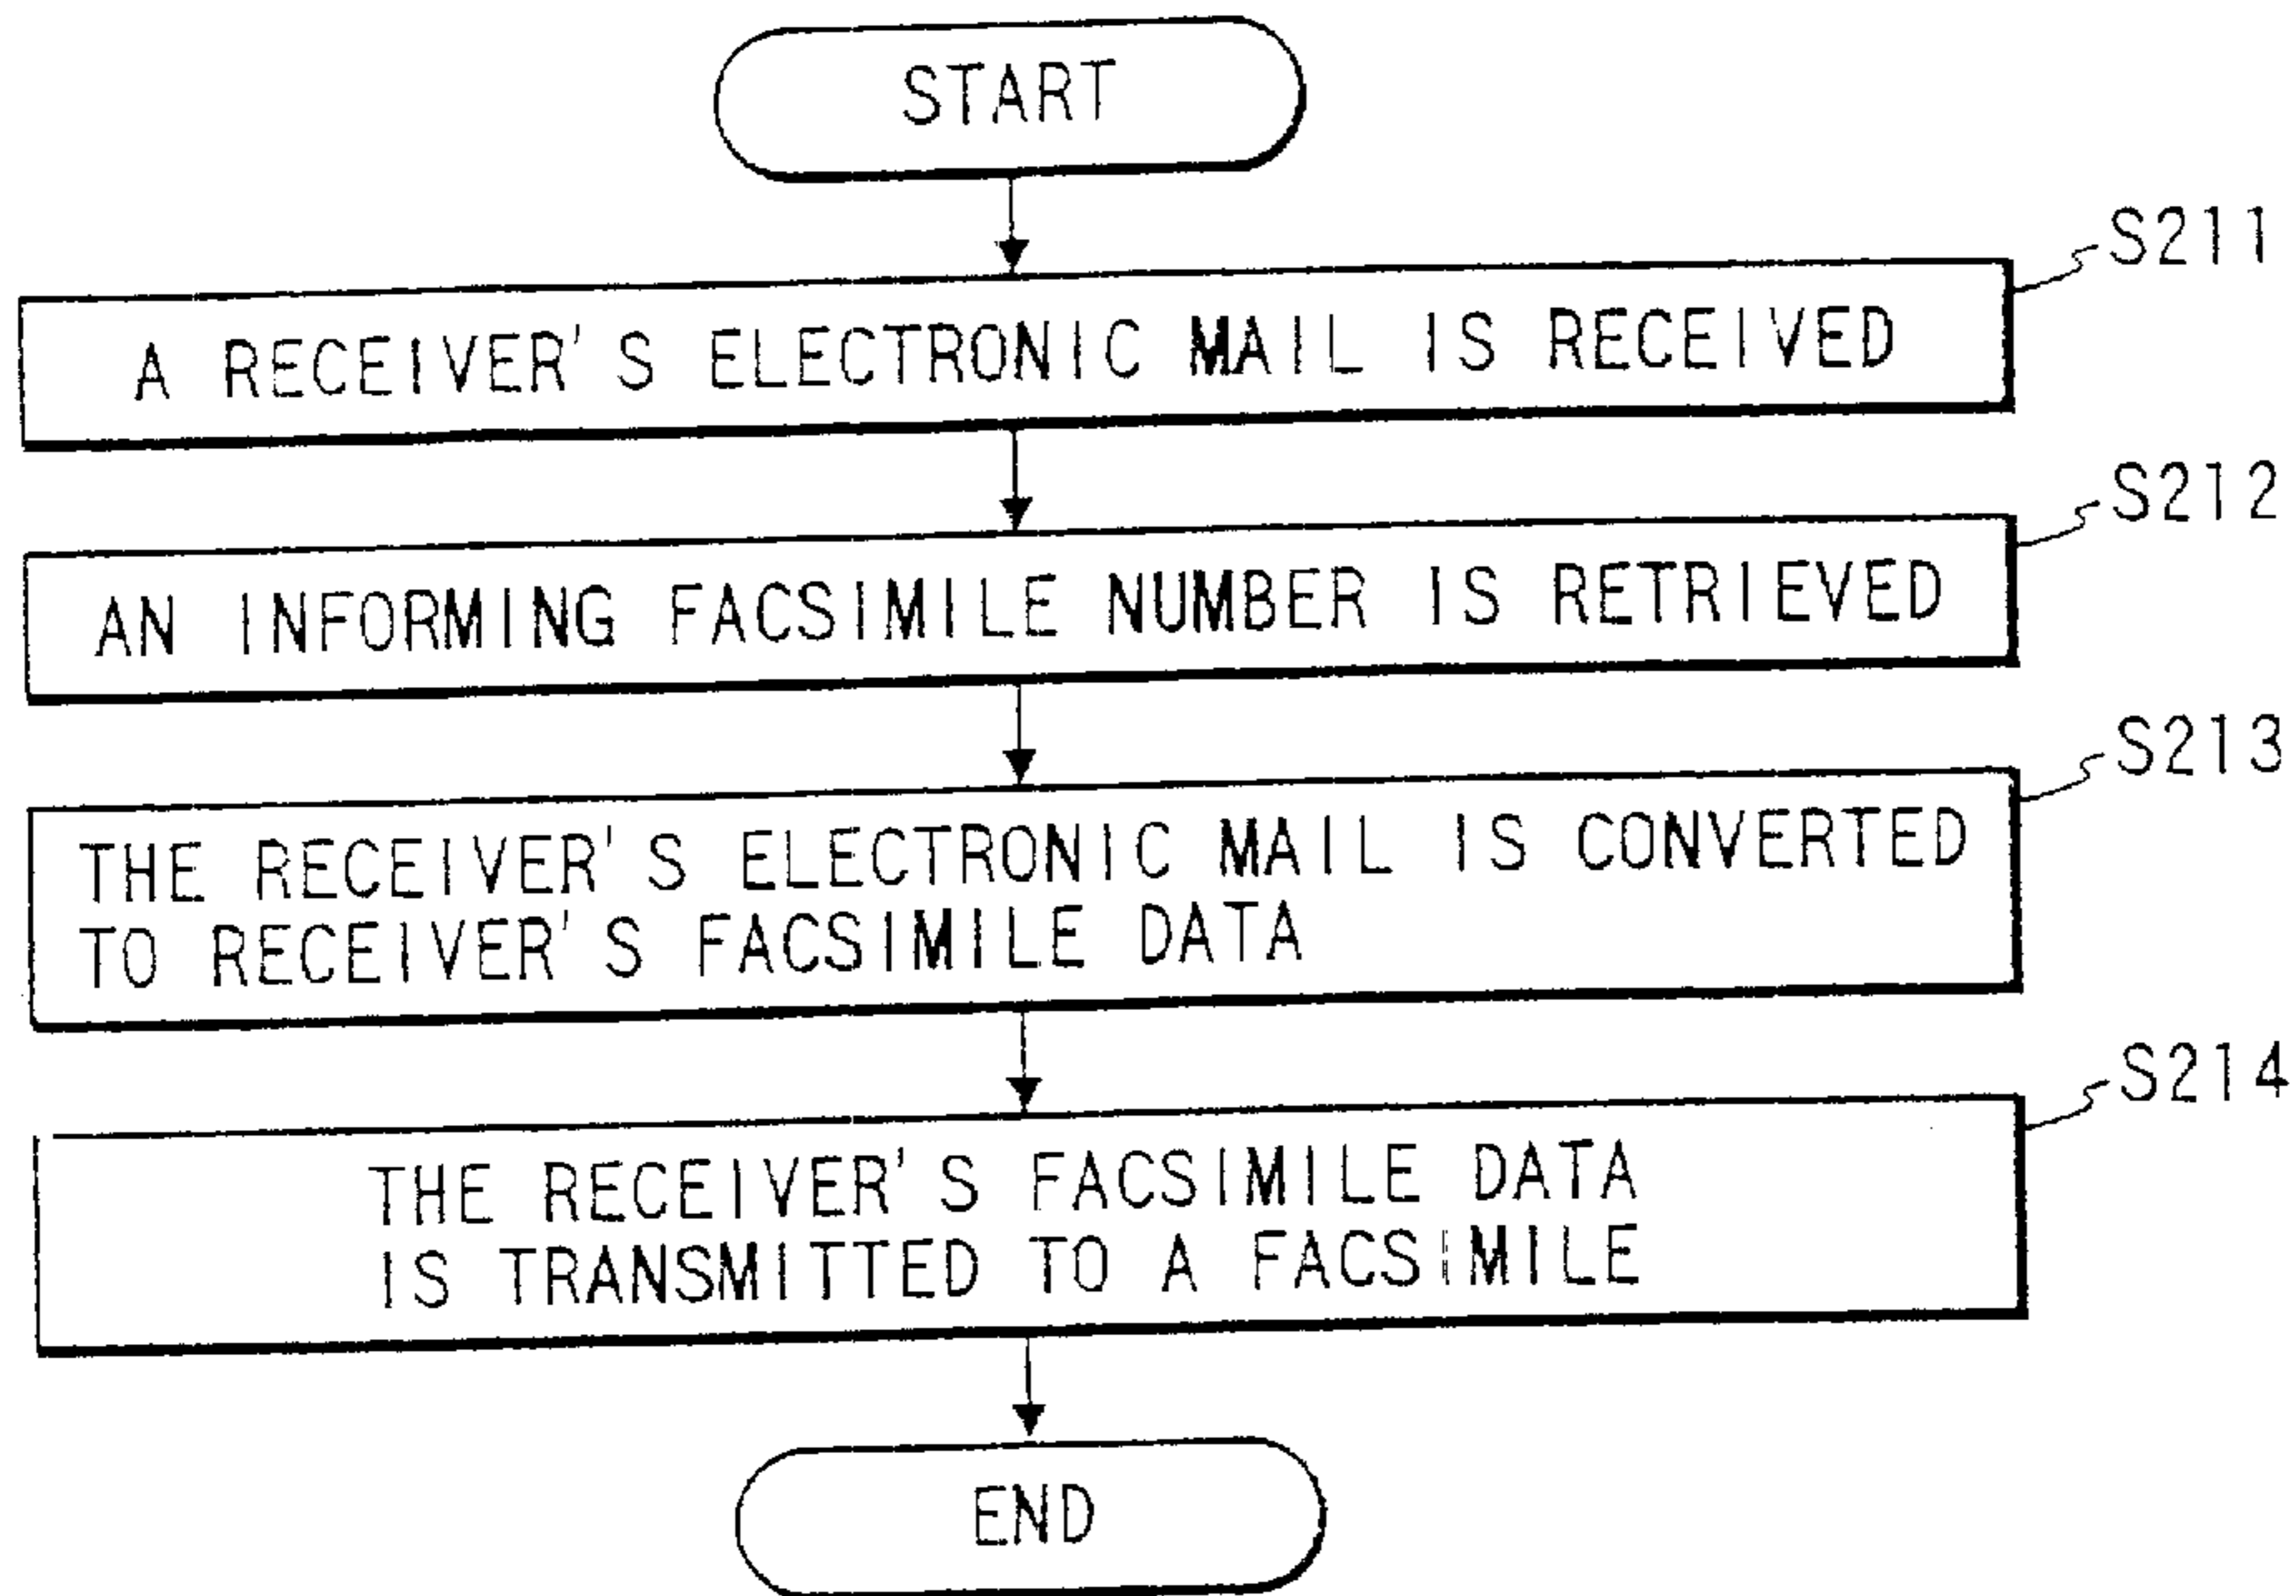 START
S211
A RECEIVER'S ELECTRONIC MAIL IS RECEIVED
S212
AN INFORMING FACSIMILE NUMBER IS RETRIEVED
S213
THE RECEIVER'S ELECTRONIC MAIL IS CONVERTED
TO RECEIVER'S FACSIMILE DATA
S214
THE RECEIVER'S FACSIMILE DATA
IS TRANSMITTED TO A FACSIMILE
END